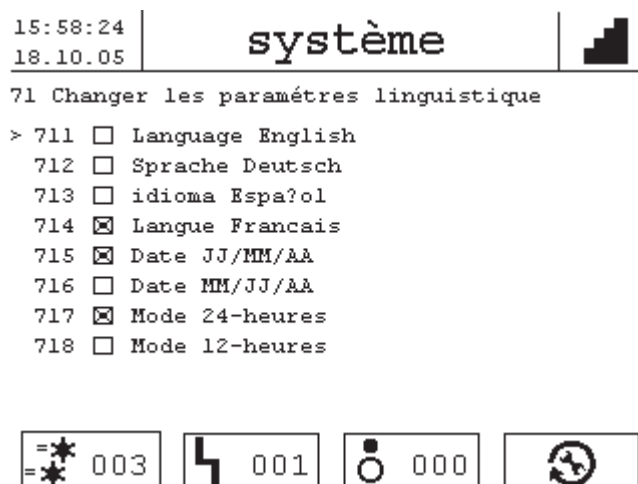 15:58:24
18.10.05
système
71 Changer les paramétres linguistique
> 711 ☐ Language English
712 ☐ Sprache Deutsch
713 ☐ idioma Espa?ol
714 ☒ Langue Francais
715 ☒ Date JJ/MM/AA
716 ☐ Date MM/JJ/AA
717 ☒ Mode 24-heures
718 ☐ Mode 12-heures
003 001 000